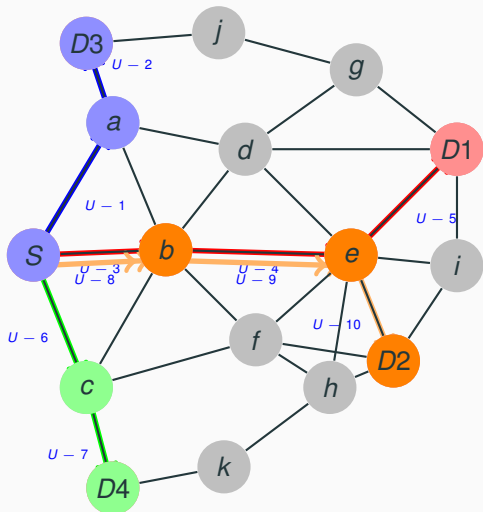 j
D3
U − 2
g
a
d
D1
U − 1
U − 5
S
b
e
U − 3
U − 4
i
U − 8
U − 9
U − 6
U − 10
f
D2
c
h
U − 7
k
D4